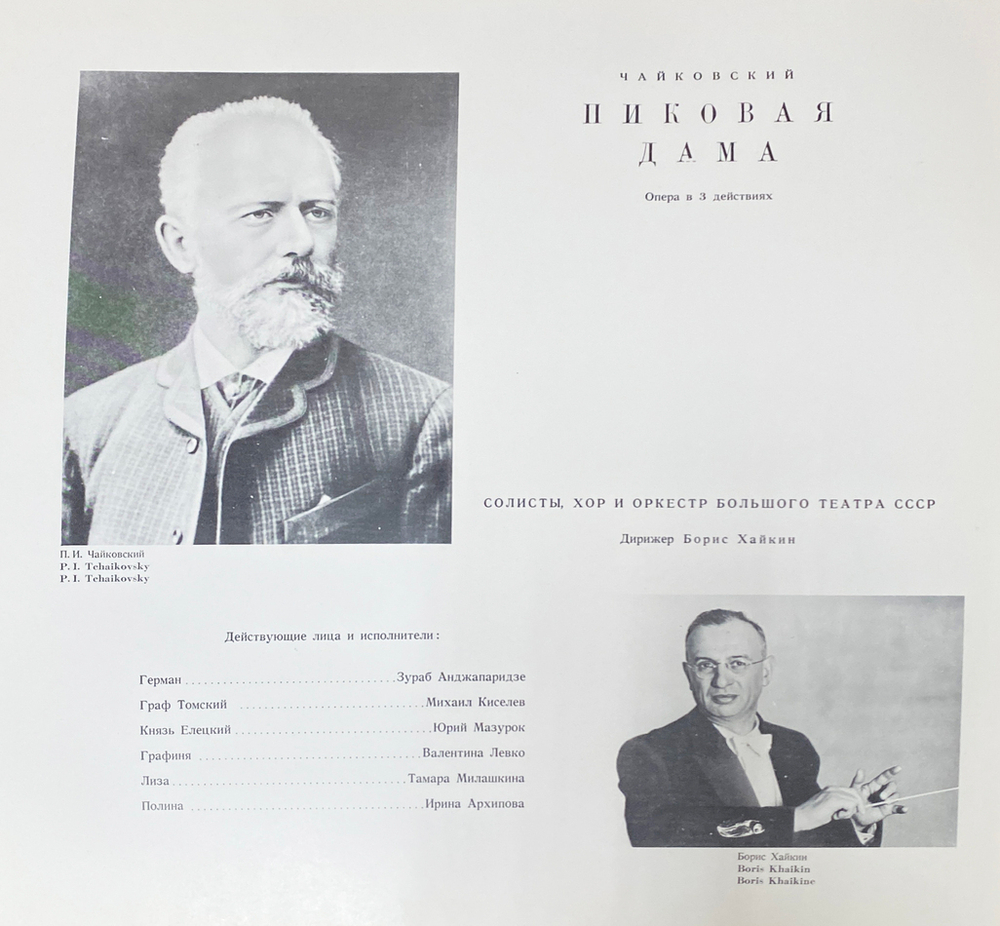 ЧАЙКОВСКИЙ
ПИКОВАЯ
ДАМА
Опера в 3 действиях
П. И. Чайковский
P. I. Tchaikovsky
P. I. Tchaikovsky
СОЛИСТЫ, ХОР И ОРКЕСТР БОЛЬШОГО ТЕАТРА СССР
Дирижер Борис Хайкин
Действующие лица и исполнители:
Герман ........ Зураб Анджапаридзе
Граф Томский ........ Михаил Киселев
Князь Елецкий ........ Юрий Мазурок
Графиня ........ Валентина Левко
Лиза ........ Тамара Милашкина
Полина ........ Ирина Архипова
Борис Хайкин
Boris Khaikin
Boris Khaikine